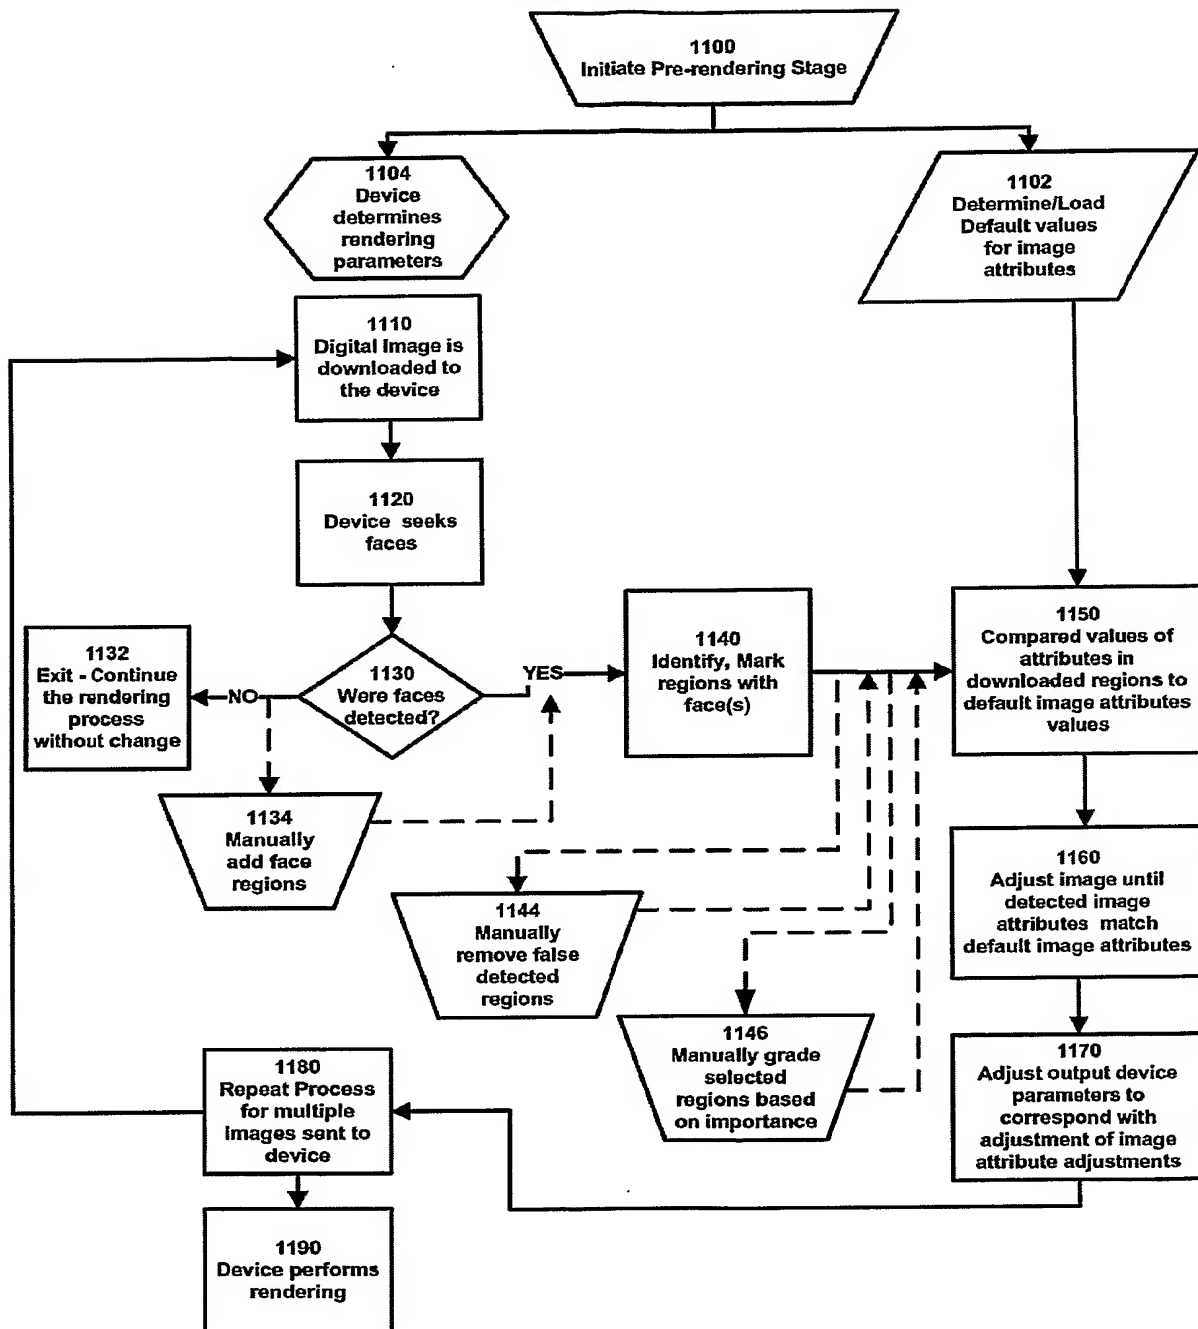 1100
Initiate Pre-rendering Stage
1104
Device
determines
rendering
parameters
1102
Determine/Load
Default values
for image
attributes
1110
Digital Image is
downloaded to
the device
1120
Device seeks
faces
1132
Exit - Continue
the rendering
process
without change
NO
1130
Were faces
detected?
YES
1140
Identify, Mark
regions with
face(s)
1150
Compared values of
attributes in
downloaded regions to
default image attributes
values
1134
Manually
add face
regions
1144
Manually
remove false
detected
regions
1160
Adjust image until
detected image
attributes match
default image attributes
1146
Manually grade
selected
regions based
on importance
1170
Adjust output device
parameters to
correspond with
adjustment of image
attribute adjustments
1180
Repeat Process
for multiple
images sent to
device
1190
Device performs
rendering